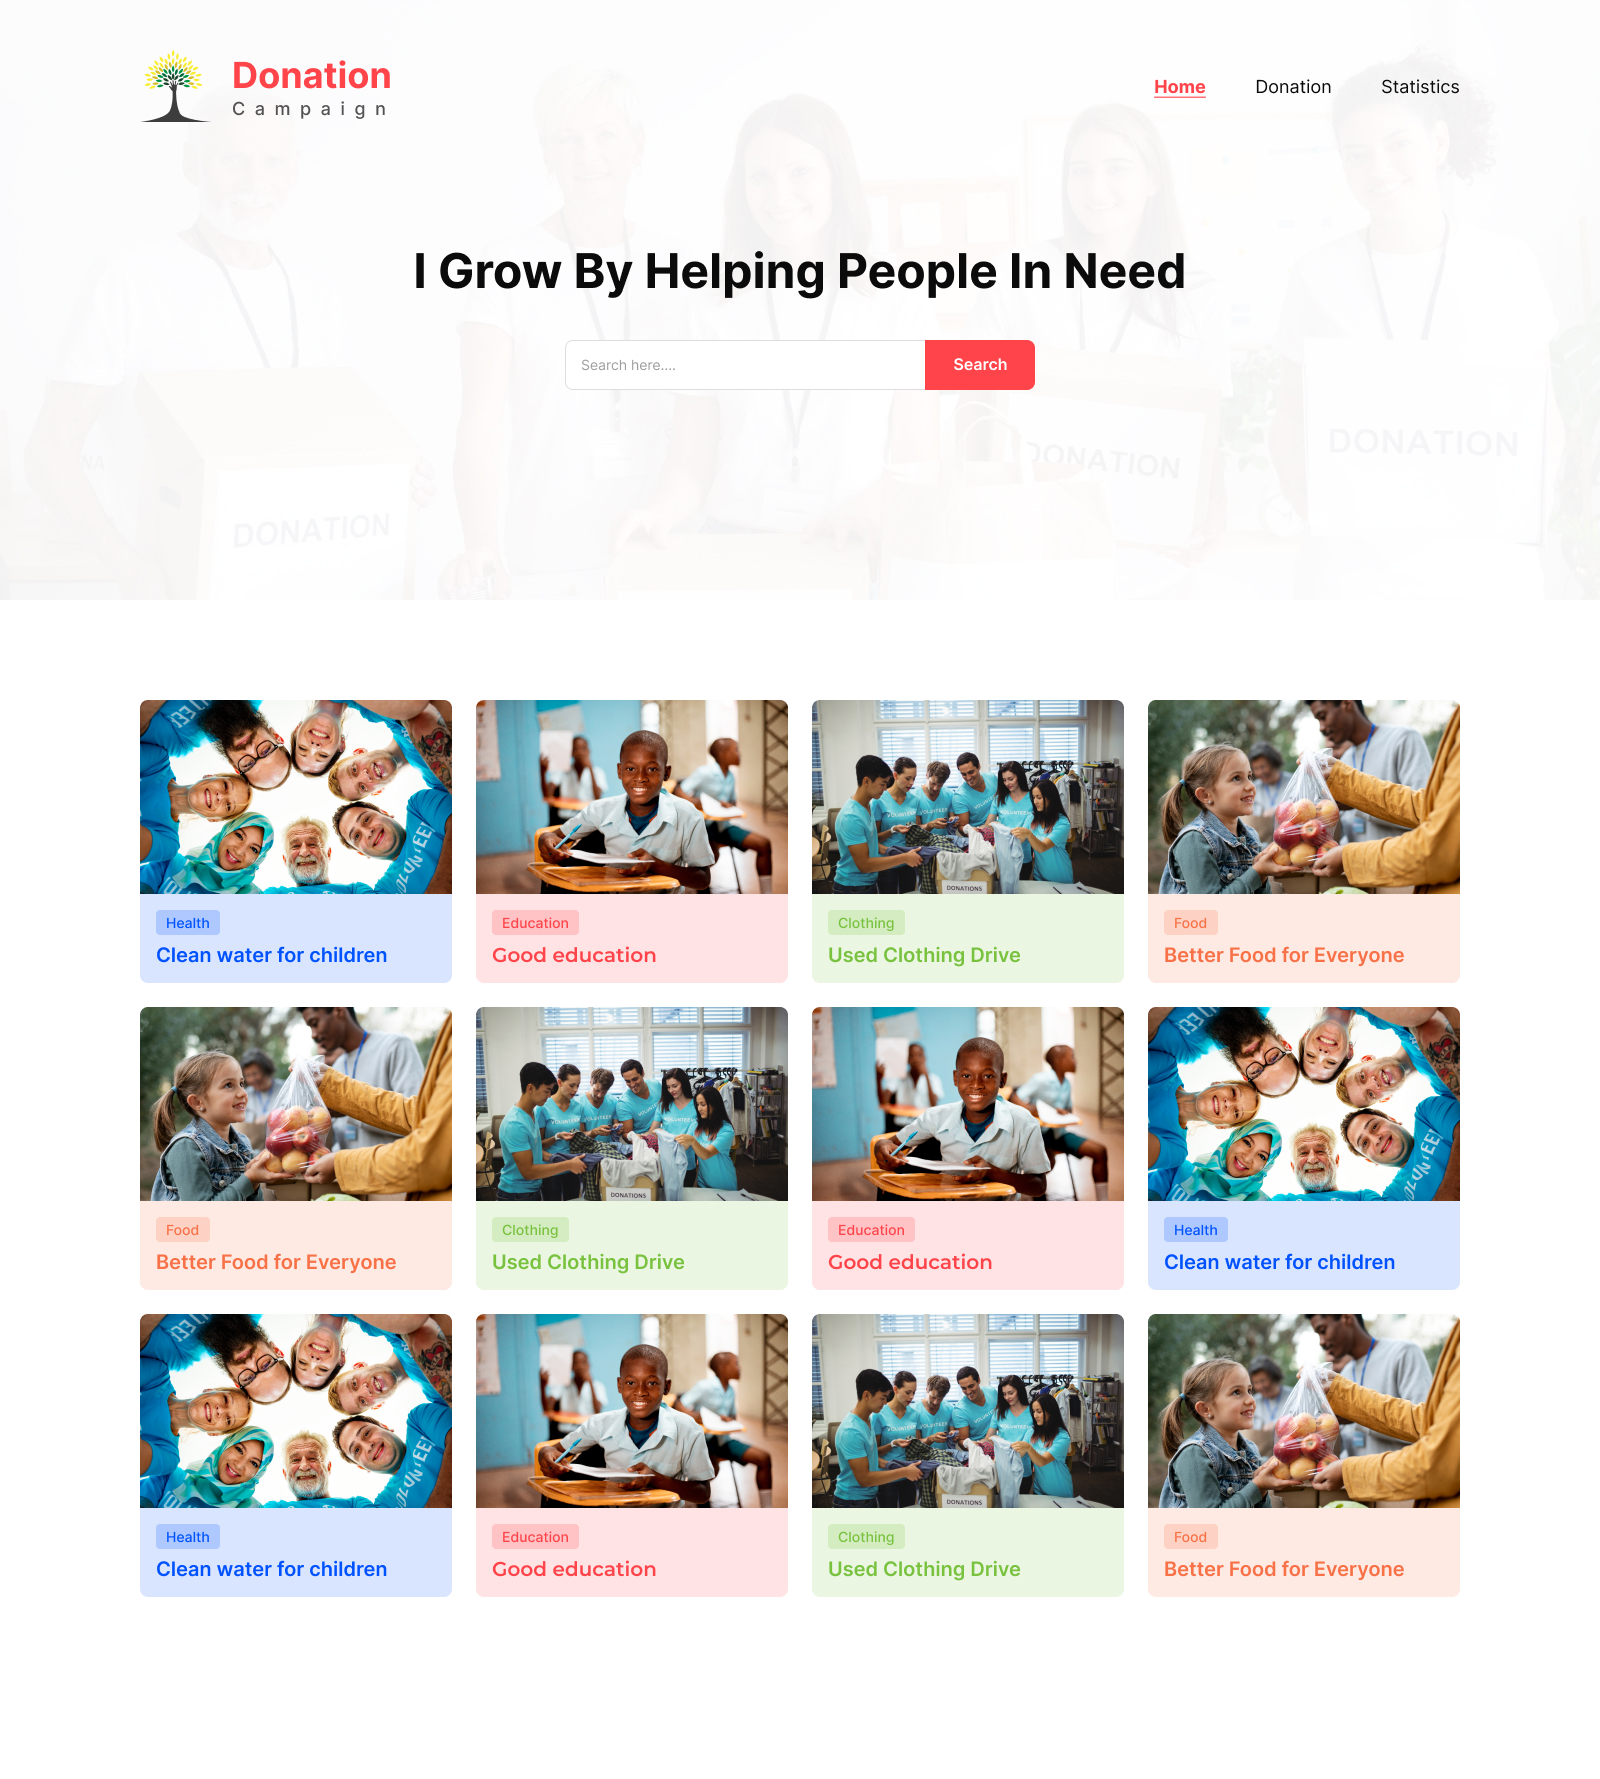 Donation
Campaign
Home Donation Statistics
I Grow By Helping People In Need
Search here.... Search
DONATION
DONATION
DONATION
DONATIONS
Health Education Clothing Food
Clean water for children Good education Used Clothing Drive Better Food for Everyone
DONATIONS
Food Clothing Education Health
Better Food for Everyone Used Clothing Drive Good education Clean water for children
DONATIONS
Health Education Clothing Food
Clean water for children Good education Used Clothing Drive Better Food for Everyone